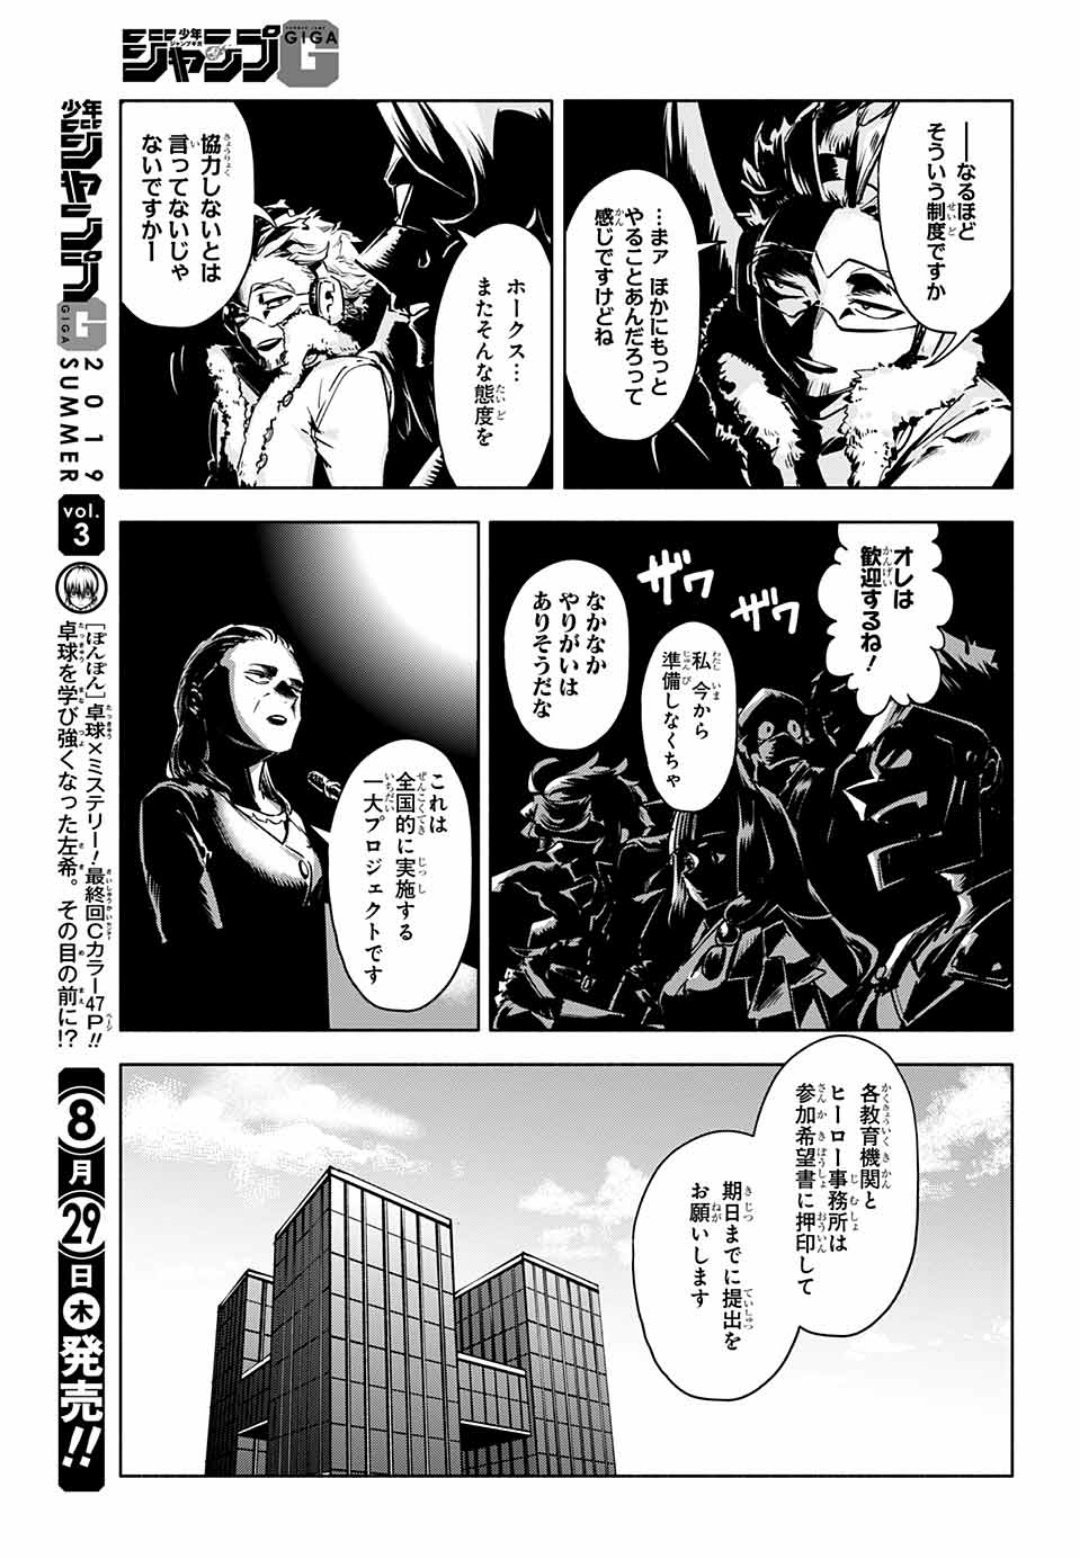 少年
ジャンプギガ
ジャンプ
GIGA
G
――なるほど
そういう制度ですか
…まァ ほかにもっと
やることあんだろって
感じですけどね
ホークス…
またそんな態度を
協力しないとは
言ってないじゃ
ないですかー
オレは
歓迎するね！
ザワ
ザワ
私 今から
準備しなくちゃ
なかなか
やりがいは
ありそうだな
これは
全国的に実施する
一大プロジェクトです
各教育機関と
ヒーロー事務所は
参加希望書に押印して
期日までに提出を
お願いします
少年ジャンプG
GIGA
2019
SUMMER
vol.
3
［ぽんぽん］卓球×ミステリー！最終回Cカラー47P!!
卓球を学び強くなった左希。その目の前に!?
8月29日木発売!!